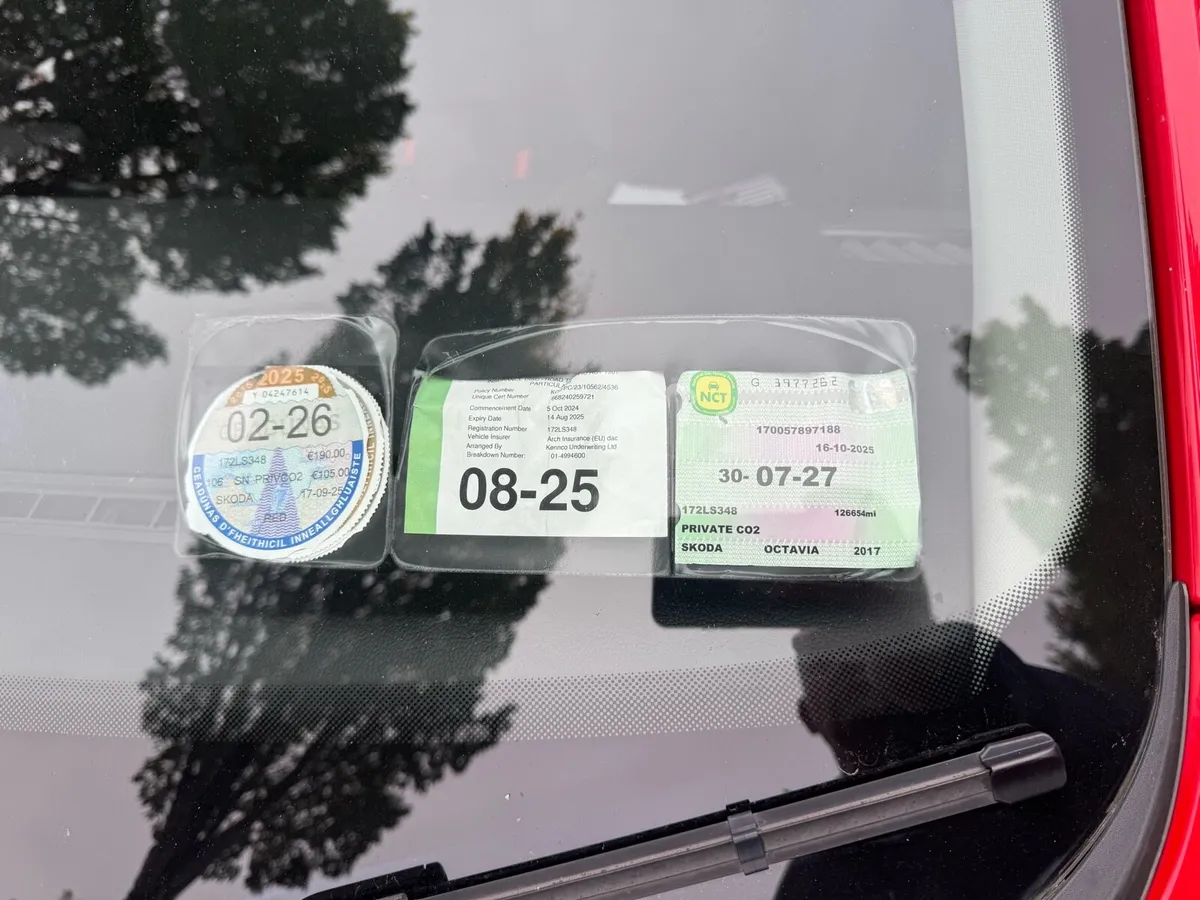 2025
Y 04247614
02-26
172LS348 €190.00
06 SN PRIVCO2 €105.00
SKODA 17-09-25
RED
CEADÚNAS D'FHEITHICIL INNEALLGHLUAISTE
Policy Number
Unique Cert Number 668240259721
Commencement Date 5 Oct 2024
Expiry Date 14 Aug 2025
Registration Number 172LS348
Vehicle Insurer Arch Insurance (EU) dac
Arranged By Kennco Underwriting Ltd
Breakdown Number: 01-4994600
08-25
NCT
G 3977262
170057897188
16-10-2025
30-07-27
172LS348 126654mi
PRIVATE CO2
SKODA OCTAVIA 2017